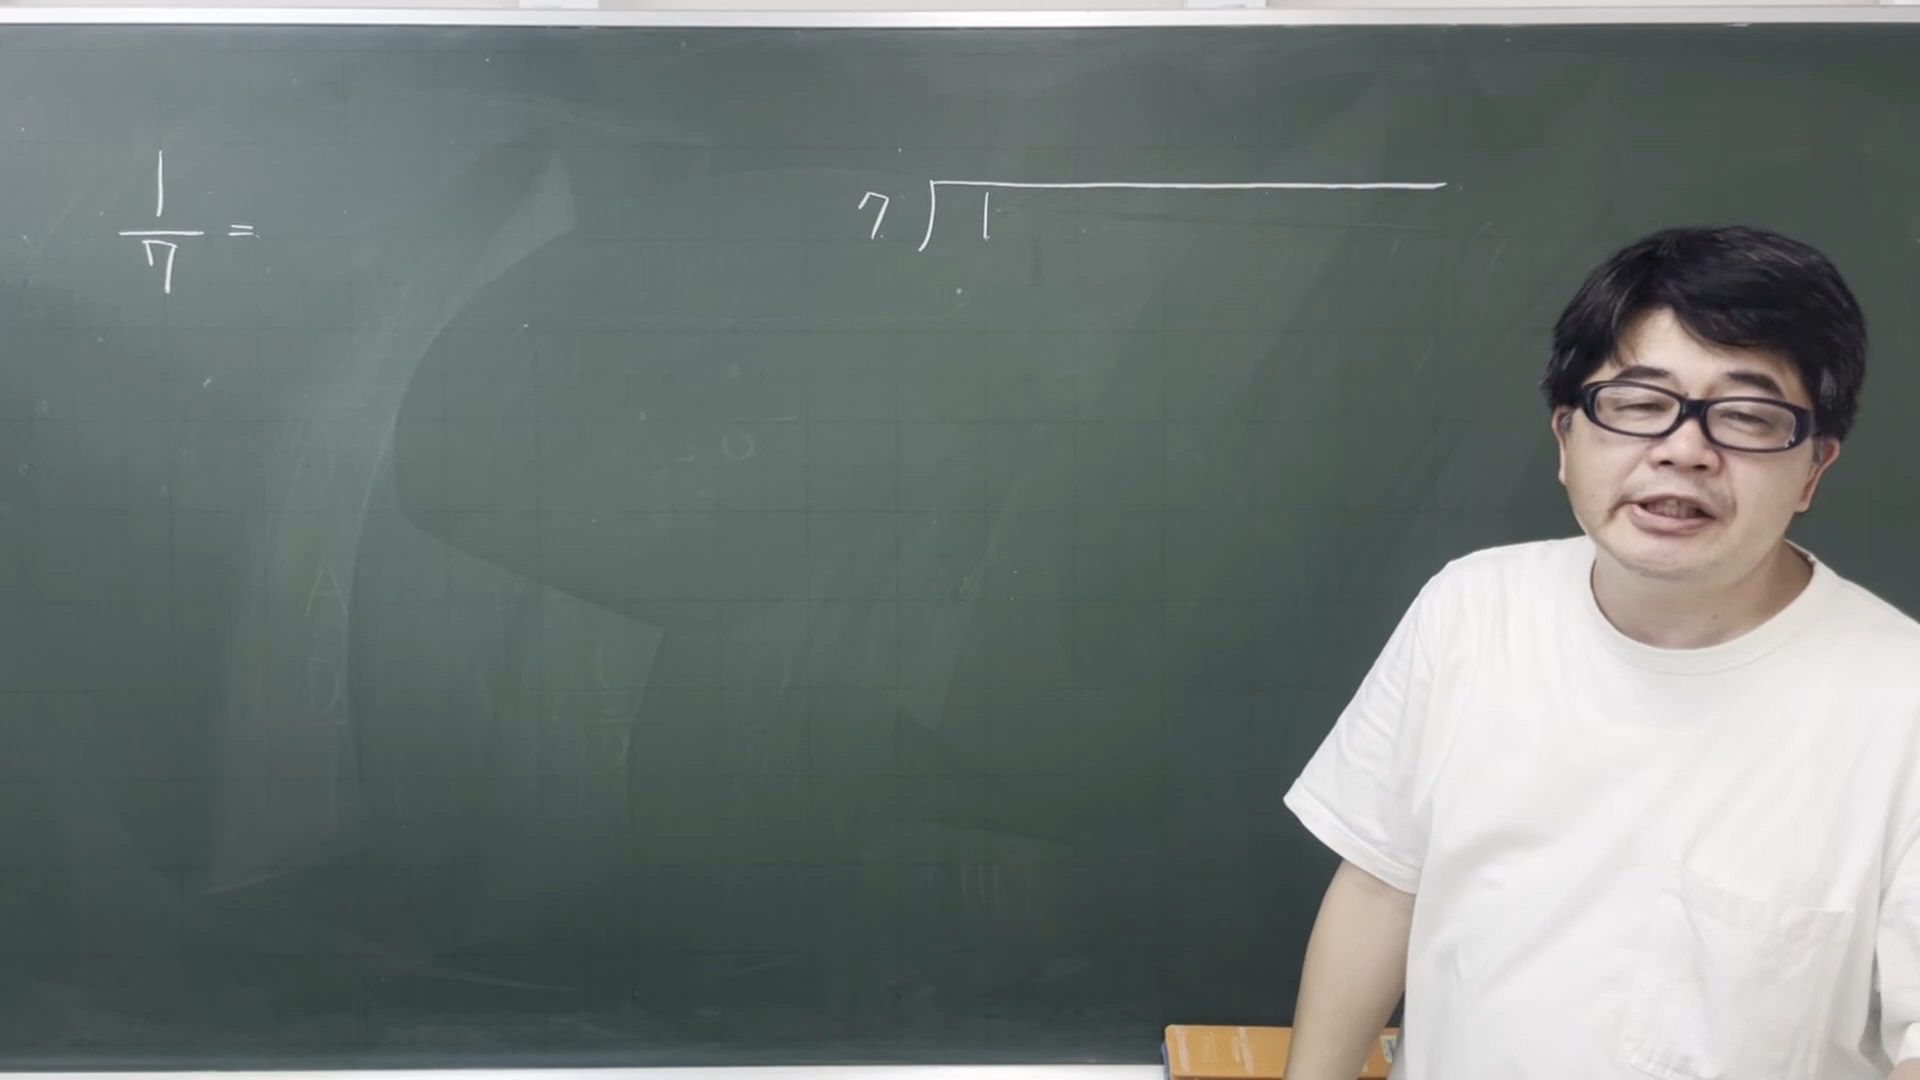 1/7 =
7)1